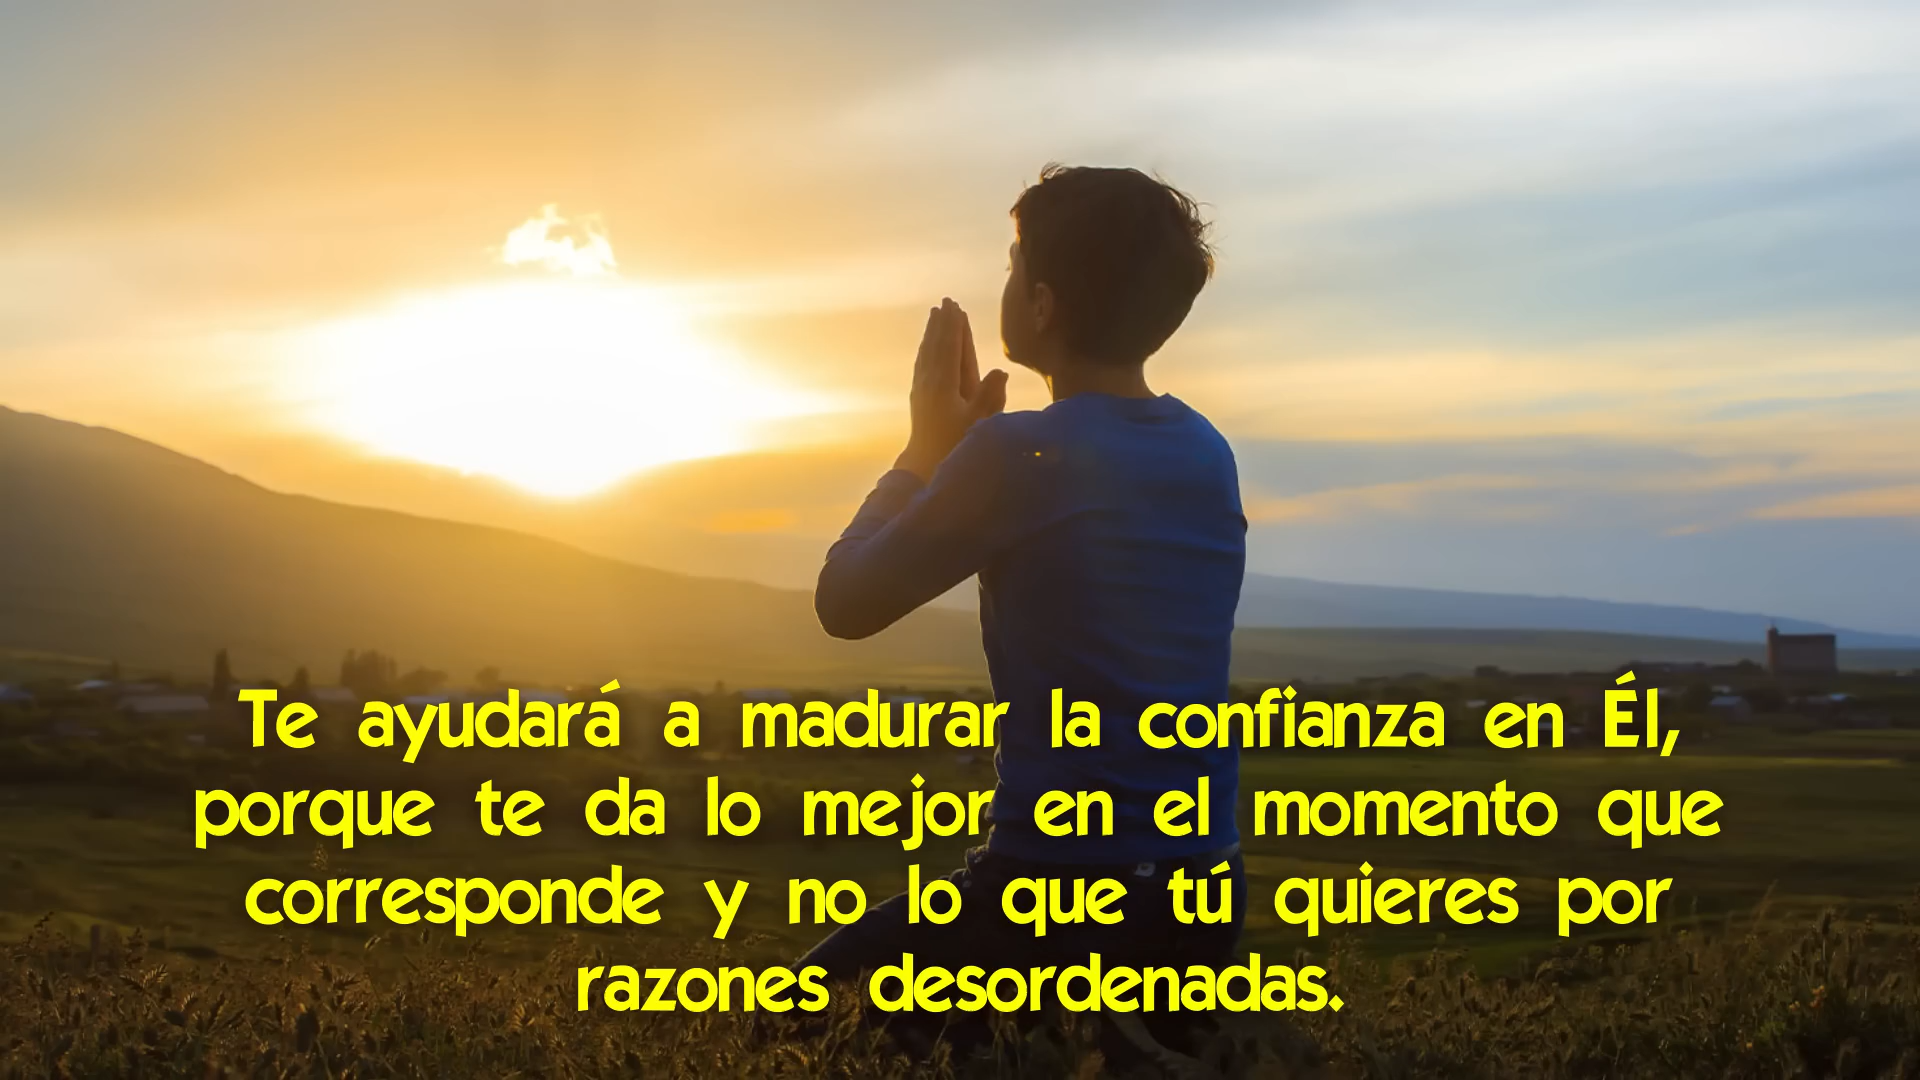 Te ayudará a madurar la confianza en Él,
porque te da lo mejor en el momento que
corresponde y no lo que tú quieres por
razones desordenadas.